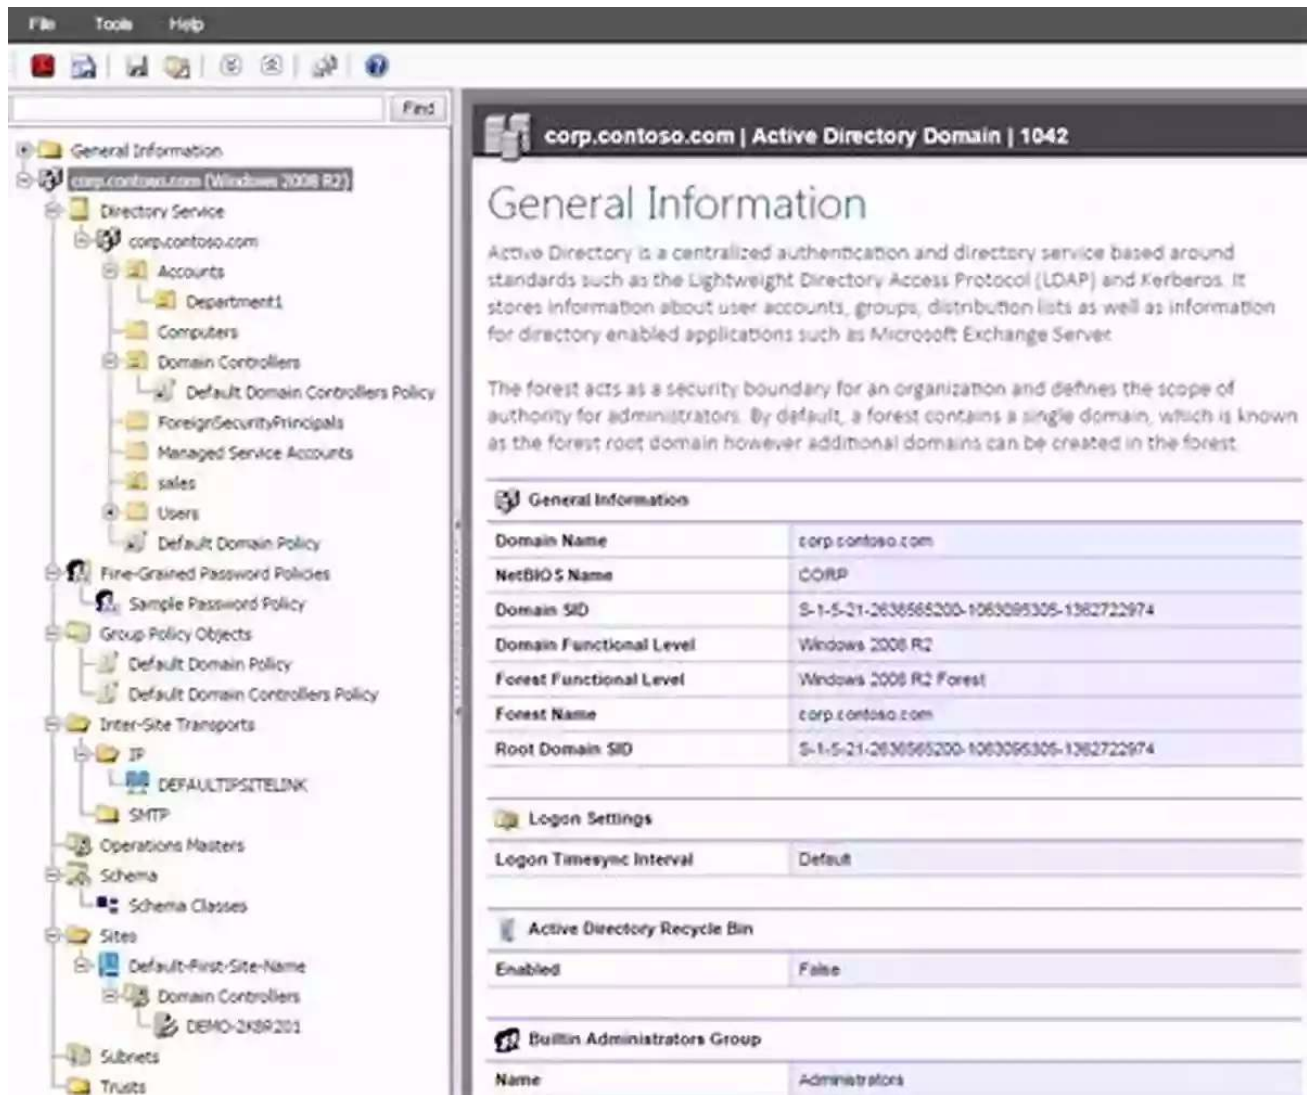 File Tools Help
Find
General Information
corp.contoso.com (Windows 2008 R2)
Directory Service
corp.contoso.com
Accounts
Department1
Computers
Domain Controllers
Default Domain Controllers Policy
ForeignSecurityPrincipals
Managed Service Accounts
sales
Users
Default Domain Policy
Fine-Grained Password Policies
Sample Password Policy
Group Policy Objects
Default Domain Policy
Default Domain Controllers Policy
Inter-Site Transports
IP
DEFAULTIPSITELINK
SMTP
Operations Masters
Schema
Schema Classes
Sites
Default-First-Site-Name
Domain Controllers
DEMO-2K8R201
Subnets
Trusts
corp.contoso.com | Active Directory Domain | 1042
General Information
Active Directory is a centralized authentication and directory service based around
standards such as the Lightweight Directory Access Protocol (LDAP) and Kerberos. It
stores information about user accounts, groups, distribution lists as well as information
for directory enabled applications such as Microsoft Exchange Server.
The forest acts as a security boundary for an organization and defines the scope of
authority for administrators. By default, a forest contains a single domain, which is known
as the forest root domain however additional domains can be created in the forest.
General Information
Domain Name corp.contoso.com
NetBIOS Name CORP
Domain SID S-1-5-21-2636565200-1063095305-1362722974
Domain Functional Level Windows 2008 R2
Forest Functional Level Windows 2008 R2 Forest
Forest Name corp.contoso.com
Root Domain SID S-1-5-21-2636565200-1063095305-1362722974
Logon Settings
Logon Timesync Interval Default
Active Directory Recycle Bin
Enabled False
Builtin Administrators Group
Name Administrators